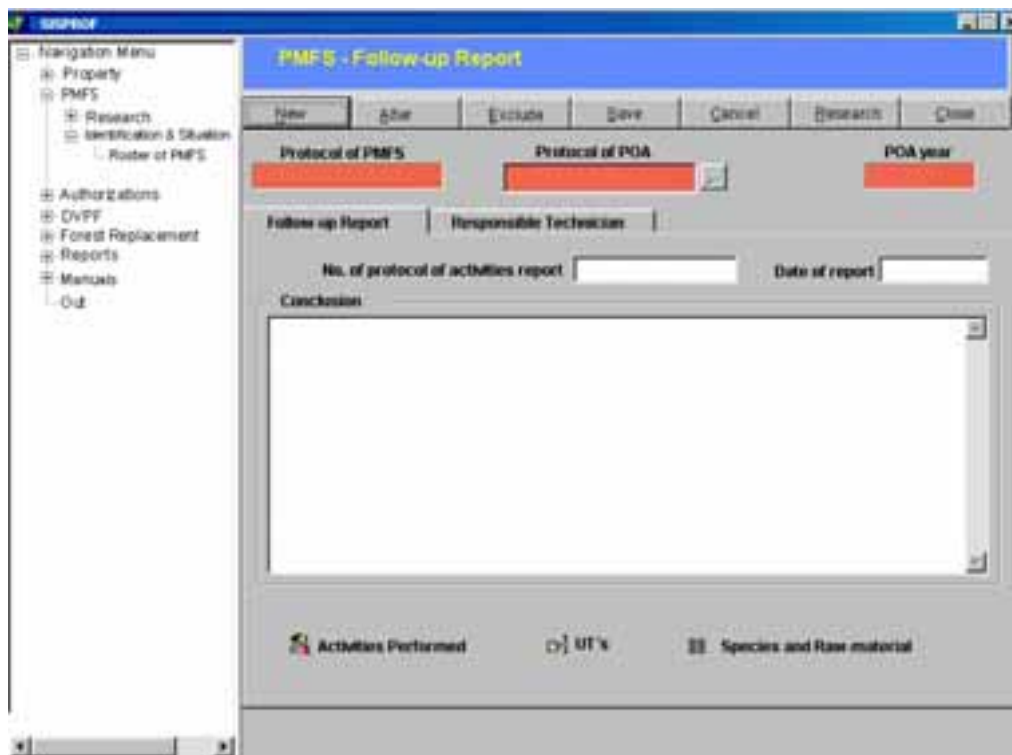 SISPROF
Navigation Menu
Property
PMFS
Research
Identification & Situation
Roster of PMFS
Authorizations
DVPF
Forest Replacement
Reports
Manuals
Out
PMFS - Follow-up Report
New Alter Exclude Save Cancel Research Close
Protocol of PMFS Protocol of POA POA year
Follow up Report Responsible Technician
No. of protocol of activities report Date of report
Conclusion
Activities Performed UT's Species and Raw material